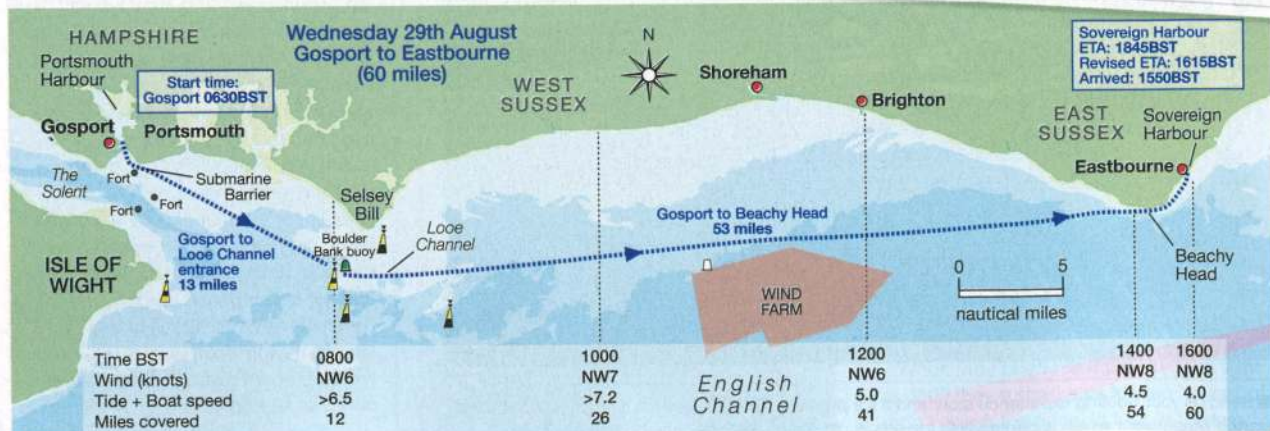 HAMPSHIRE
Portsmouth
Harbour
Start time:
Gosport 0630BST
Gosport
Portsmouth
Wednesday 29th August
Gosport to Eastbourne
(60 miles)
N
WEST
SUSSEX
Shoreham
Brighton
EAST
SUSSEX
Sovereign
Harbour
Eastbourne
Sovereign Harbour
ETA: 1845BST
Revised ETA: 1615BST
Arrived: 1550BST
The
Solent
Fort
Fort
Fort
Submarine
Barrier
Selsey
Bill
Looe
Channel
Boulder
Bank buoy
Gosport to
Looe Channel
entrance
13 miles
ISLE OF
WIGHT
Gosport to Beachy Head
53 miles
Beachy
Head
WIND
FARM
0 5
nautical miles
English
Channel
Time BST 0800 1000 1200 1400 1600
Wind (knots) NW6 NW7 NW6 NW8 NW8
Tide + Boat speed >6.5 >7.2 5.0 4.5 4.0
Miles covered 12 26 41 54 60